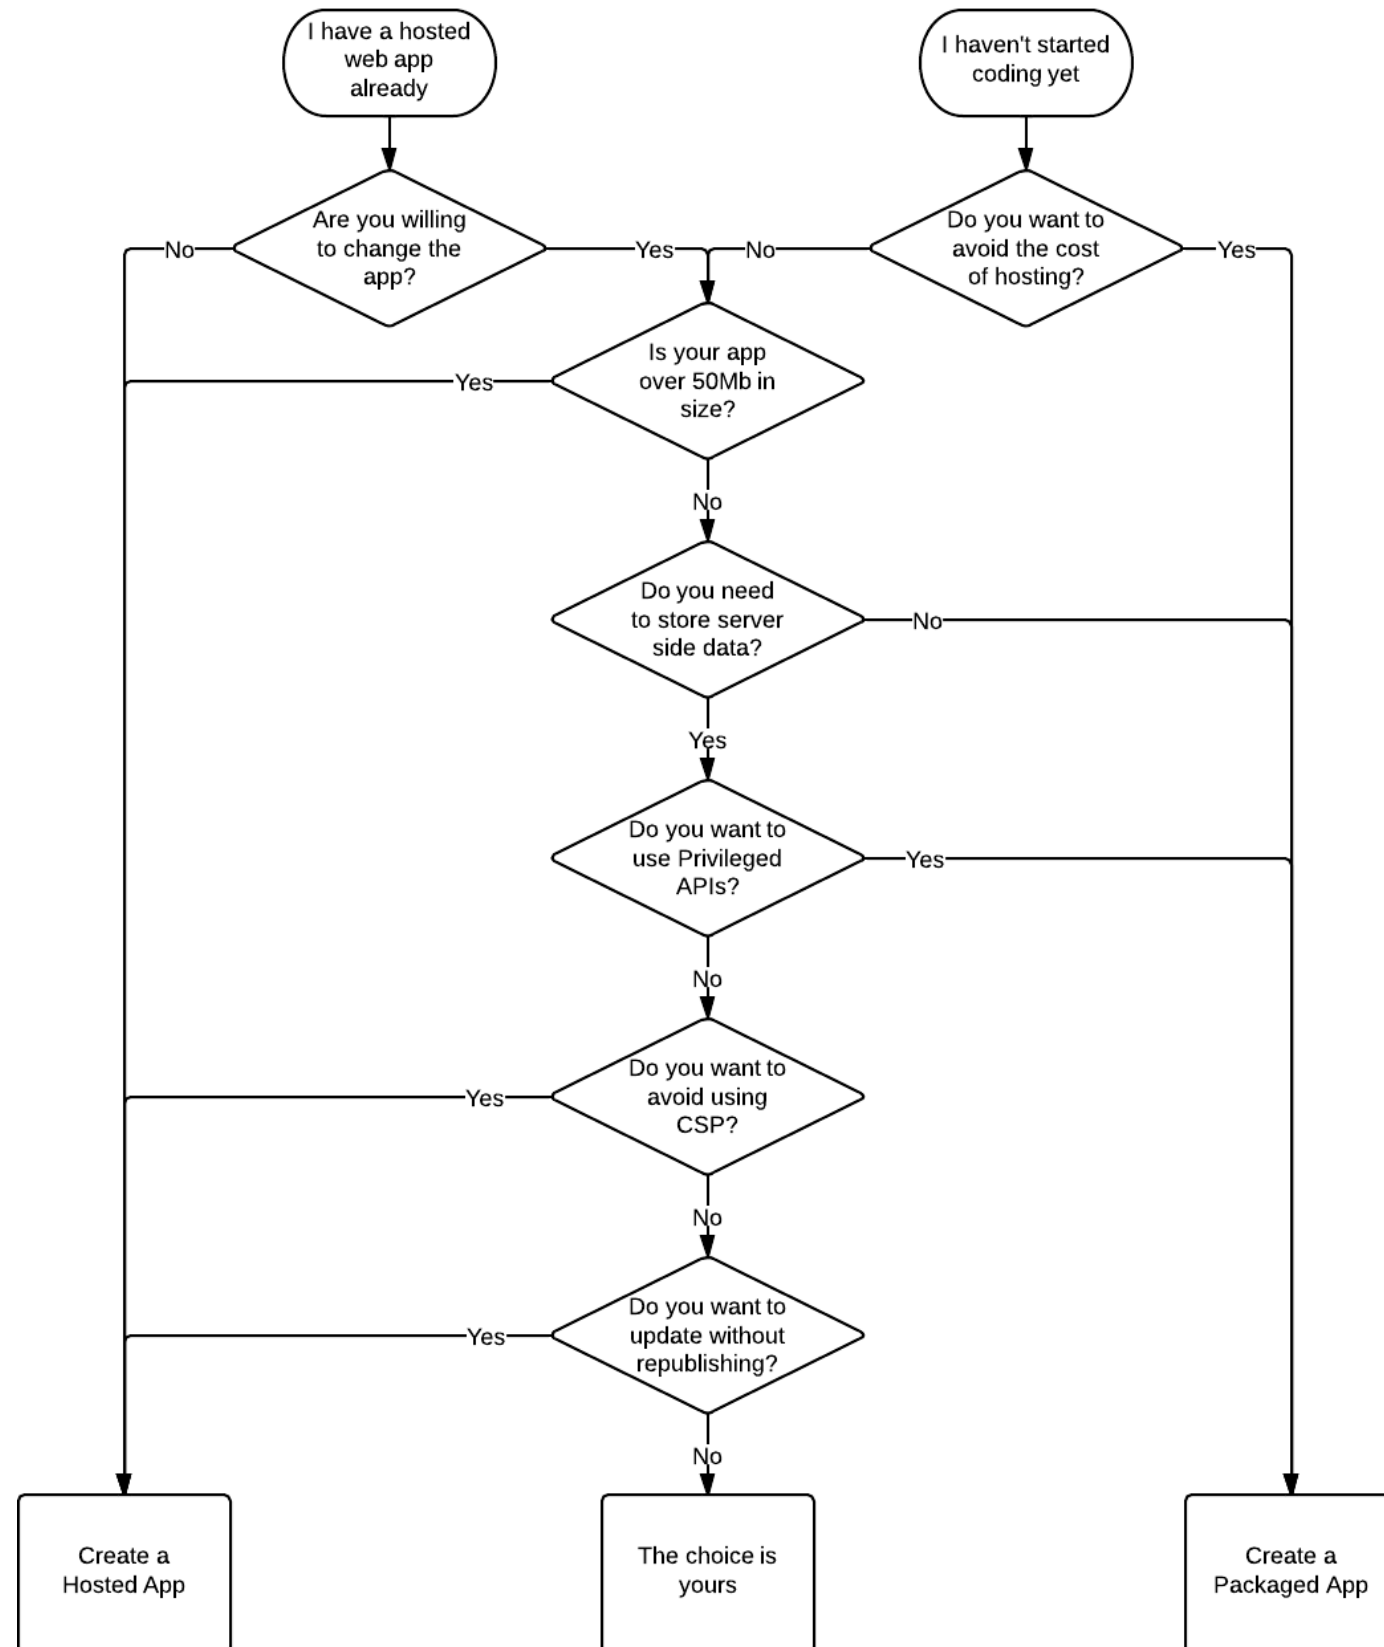 I have a hosted
web app
already
I haven't started
coding yet
Are you willing
to change the
app?
Do you want to
avoid the cost
of hosting?
No
Yes
No
Yes
Is your app
over 50Mb in
size?
Yes
No
Do you need
to store server
side data?
No
Yes
Do you want to
use Privileged
APIs?
Yes
No
Do you want to
avoid using
CSP?
Yes
No
Do you want to
update without
republishing?
Yes
No
Create a
Hosted App
The choice is
yours
Create a
Packaged App